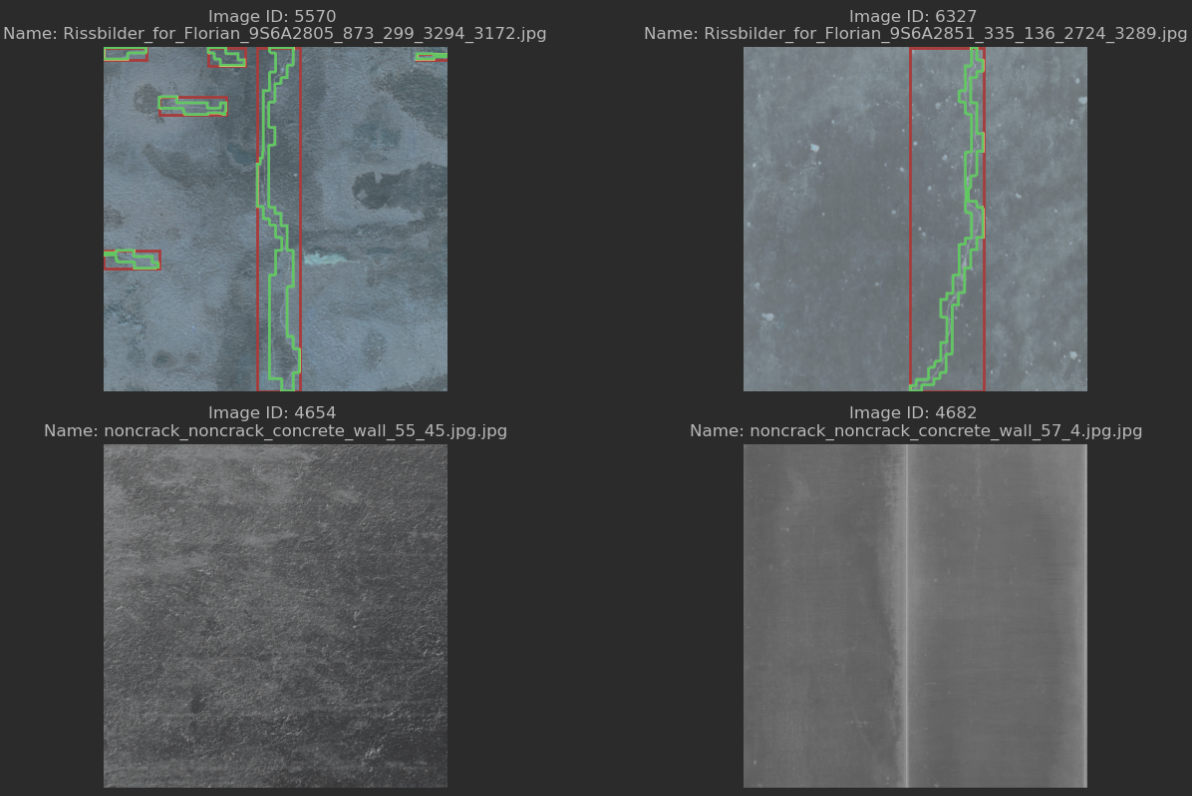 Image ID: 5570
Name: Rissbilder_for_Florian_9S6A2805_873_299_3294_3172.jpg
Image ID: 6327
Name: Rissbilder_for_Florian_9S6A2851_335_136_2724_3289.jpg
Image ID: 4654
Name: noncrack_noncrack_concrete_wall_55_45.jpg.jpg
Image ID: 4682
Name: noncrack_noncrack_concrete_wall_57_4.jpg.jpg